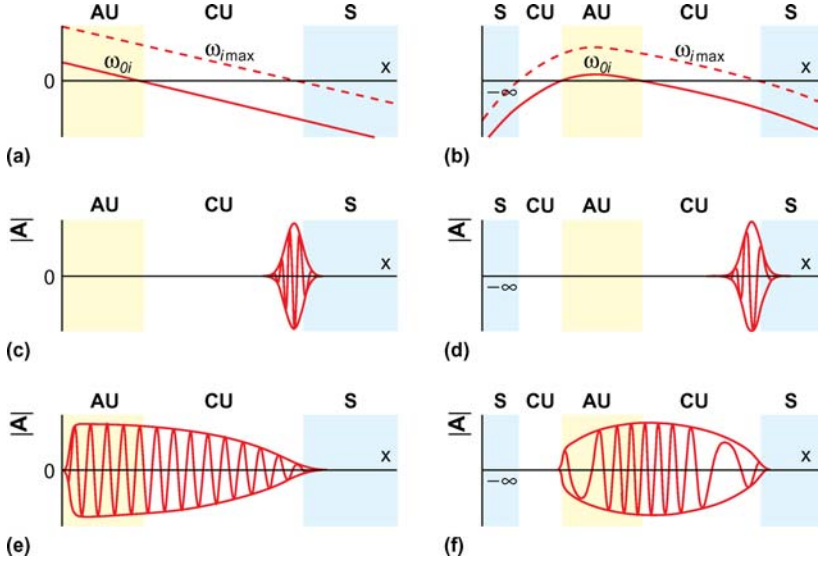 AU CU S
ω0i ωi max x
0
(a)
S CU AU CU S
ω0i ωi max x
−∞
(b)
AU CU S
|A|
x
0
(c)
S CU AU CU S
|A|
x
−∞
(d)
AU CU S
|A|
x
0
(e)
S CU AU CU S
|A|
x
−∞
(f)